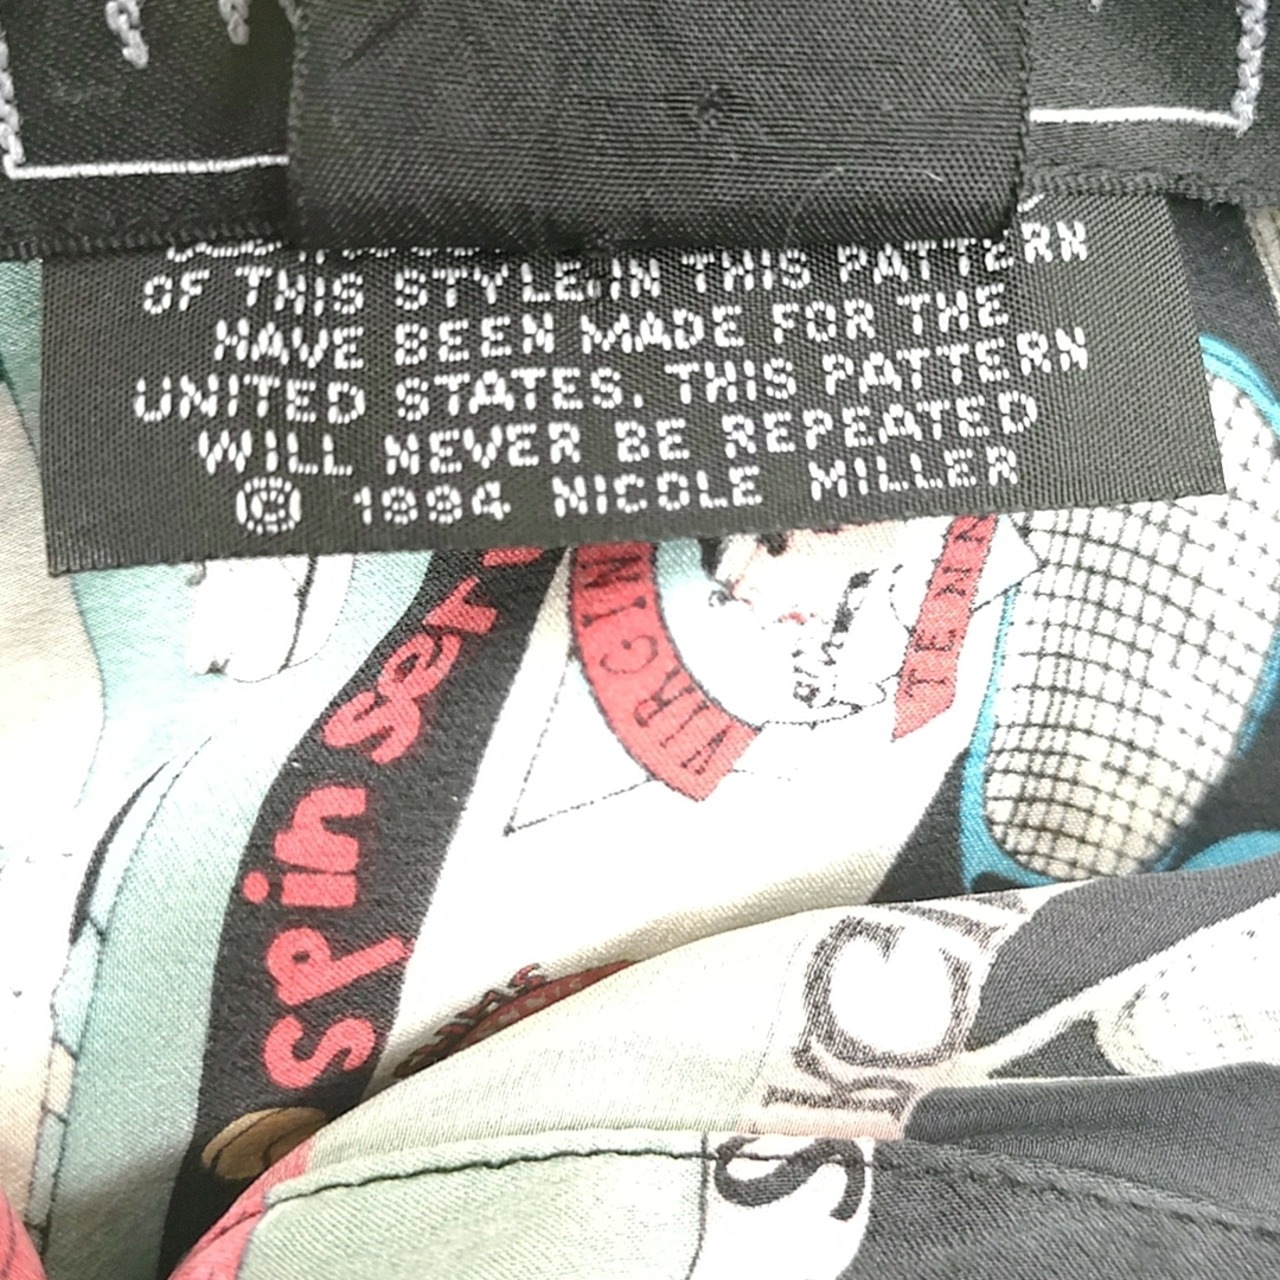 OF THIS STYLE IN THIS PATTERN
HAVE BEEN MADE FOR THE
UNITED STATES. THIS PATTERN
WILL NEVER BE REPEATED
© 1994 NICOLE MILLER
Spin
VIRGIN